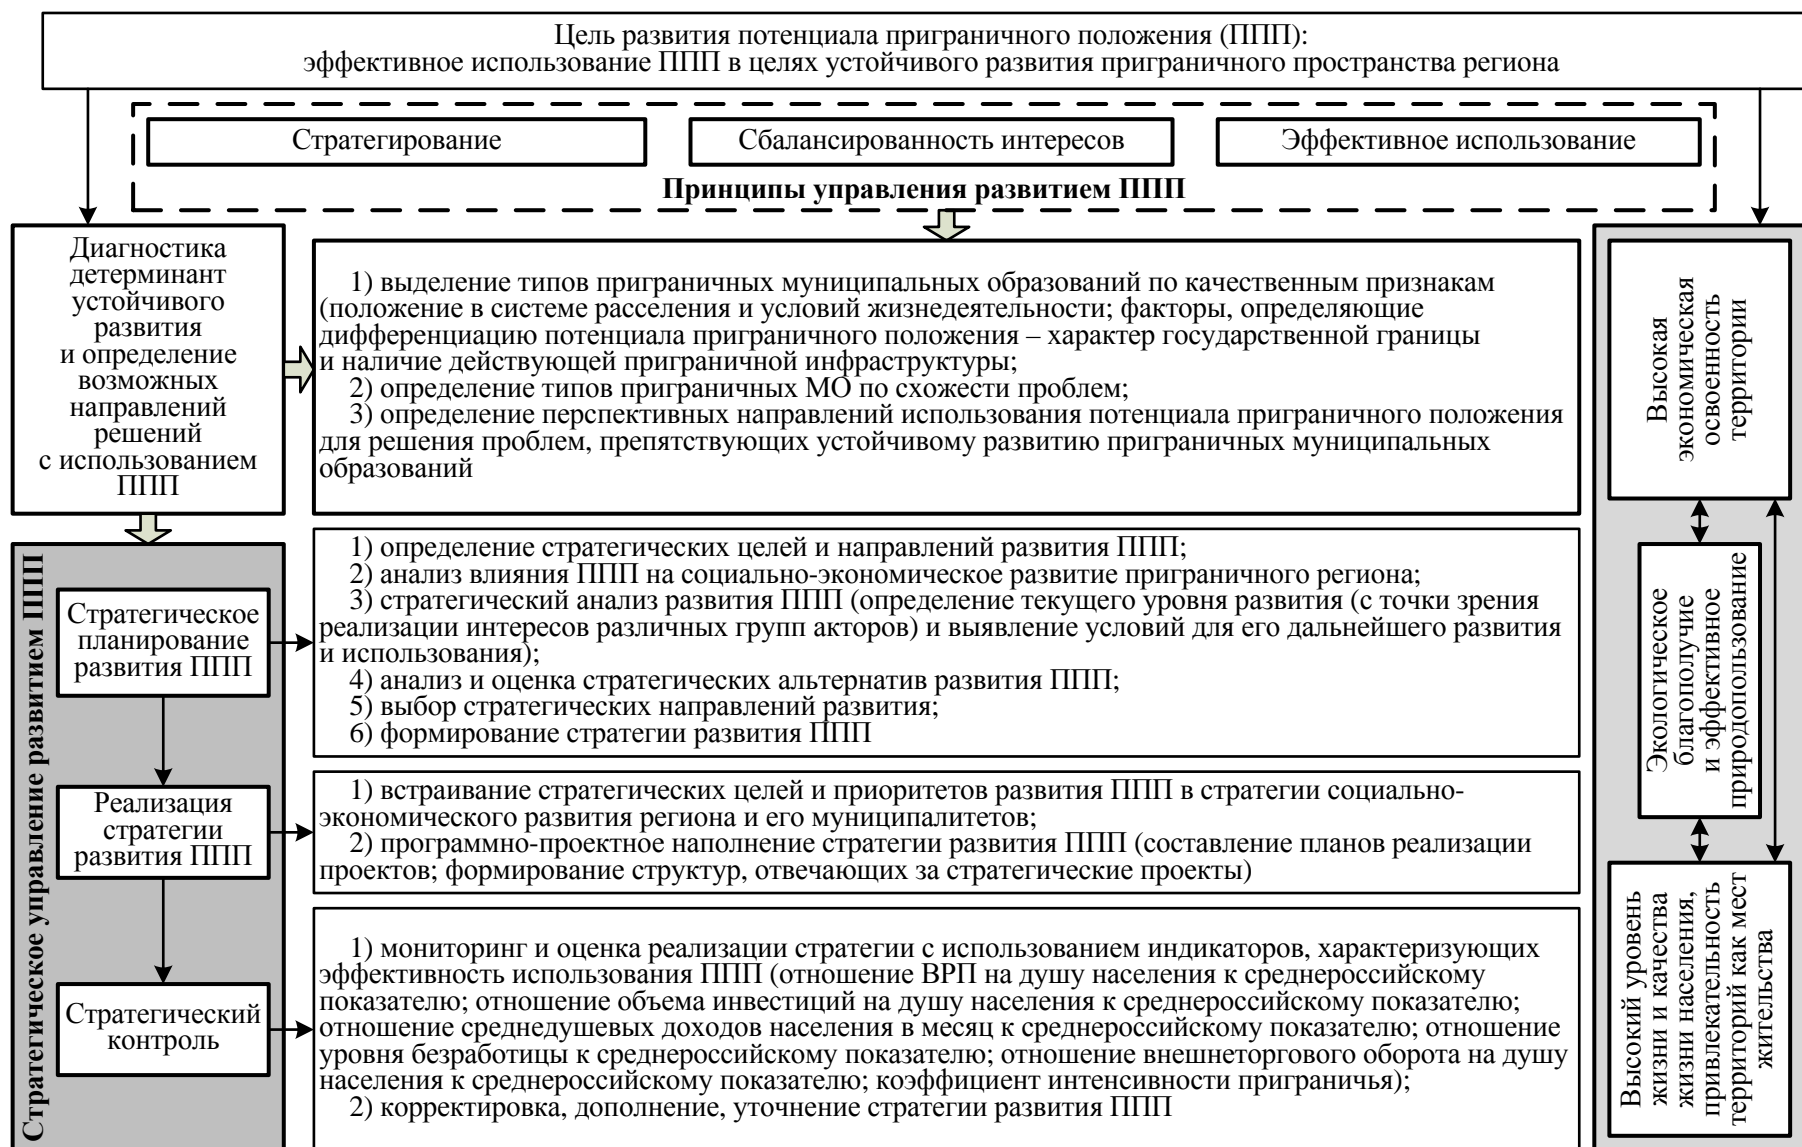 Цель развития потенциала приграничного положения (ППП):
эффективное использование ППП в целях устойчивого развития приграничного пространства региона
Стратегирование
Сбалансированность интересов
Эффективное использование
Принципы управления развитием ППП
Диагностика
детерминант
устойчивого
развития
и определение
возможных
направлений
решений
с использованием
ППП
1) выделение типов приграничных муниципальных образований по качественным признакам
(положение в системе расселения и условий жизнедеятельности; факторы, определяющие
дифференциацию потенциала приграничного положения – характер государственной границы
и наличие действующей приграничной инфраструктуры;
2) определение типов приграничных МО по схожести проблем;
3) определение перспективных направлений использования потенциала приграничного положения
для решения проблем, препятствующих устойчивому развитию приграничных муниципальных
образований
Стратегическое управление развитием ППП
Стратегическое
планирование
развития ППП
1) определение стратегических целей и направлений развития ППП;
2) анализ влияния ППП на социально-экономическое развитие приграничного региона;
3) стратегический анализ развития ППП (определение текущего уровня развития (с точки зрения
реализации интересов различных групп акторов) и выявление условий для его дальнейшего развития
и использования);
4) анализ и оценка стратегических альтернатив развития ППП;
5) выбор стратегических направлений развития;
6) формирование стратегии развития ППП
Реализация
стратегии
развития ППП
1) встраивание стратегических целей и приоритетов развития ППП в стратегии социально-
экономического развития региона и его муниципалитетов;
2) программно-проектное наполнение стратегии развития ППП (составление планов реализации
проектов; формирование структур, отвечающих за стратегические проекты)
Стратегический
контроль
1) мониторинг и оценка реализации стратегии с использованием индикаторов, характеризующих
эффективность использования ППП (отношение ВРП на душу населения к среднероссийскому
показателю; отношение объема инвестиций на душу населения к среднероссийскому показателю;
отношение среднедушевых доходов населения в месяц к среднероссийскому показателю; отношение
уровня безработицы к среднероссийскому показателю; отношение внешнеторгового оборота на душу
населения к среднероссийский показателю; коэффициент интенсивности приграничья);
2) корректировка, дополнение, уточнение стратегии развития ППП
Высокая
экономическая
освоенность
территории
Экологическое
благополучие
и эффективное
природопользование
Высокий уровень
жизни и качества
жизни населения,
привлекательность
территорий как мест
жительства